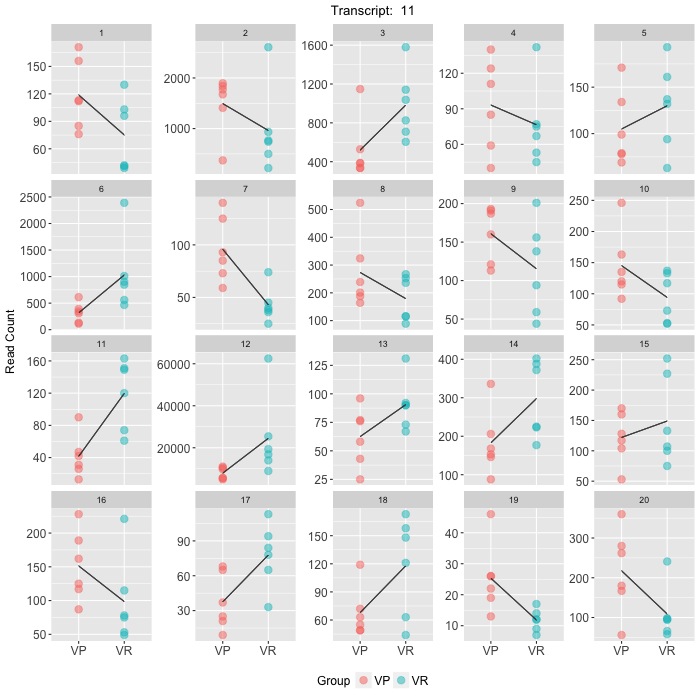 Transcript: 11
1 2 3 4 5
150 120 90 60
2000 1000
1600 1200 800 400
120 90 60
150 100
6 7 8 9 10
2500 2000 1500 1000 500 0
100 50
500 400 300 200 100
200 150 100 50
250 200 150 100 50
Read Count
11 12 13 14 15
160 120 80 40
60000 40000 20000
125 100 75 50 25
400 300 200 100
250 200 150 100 50
16 17 18 19 20
200 150 100 50
90 60 30
150 120 90 60
40 30 20 10
300 200 100
VP VR VP VR VP VR VP VR VP VR
Group VP VR